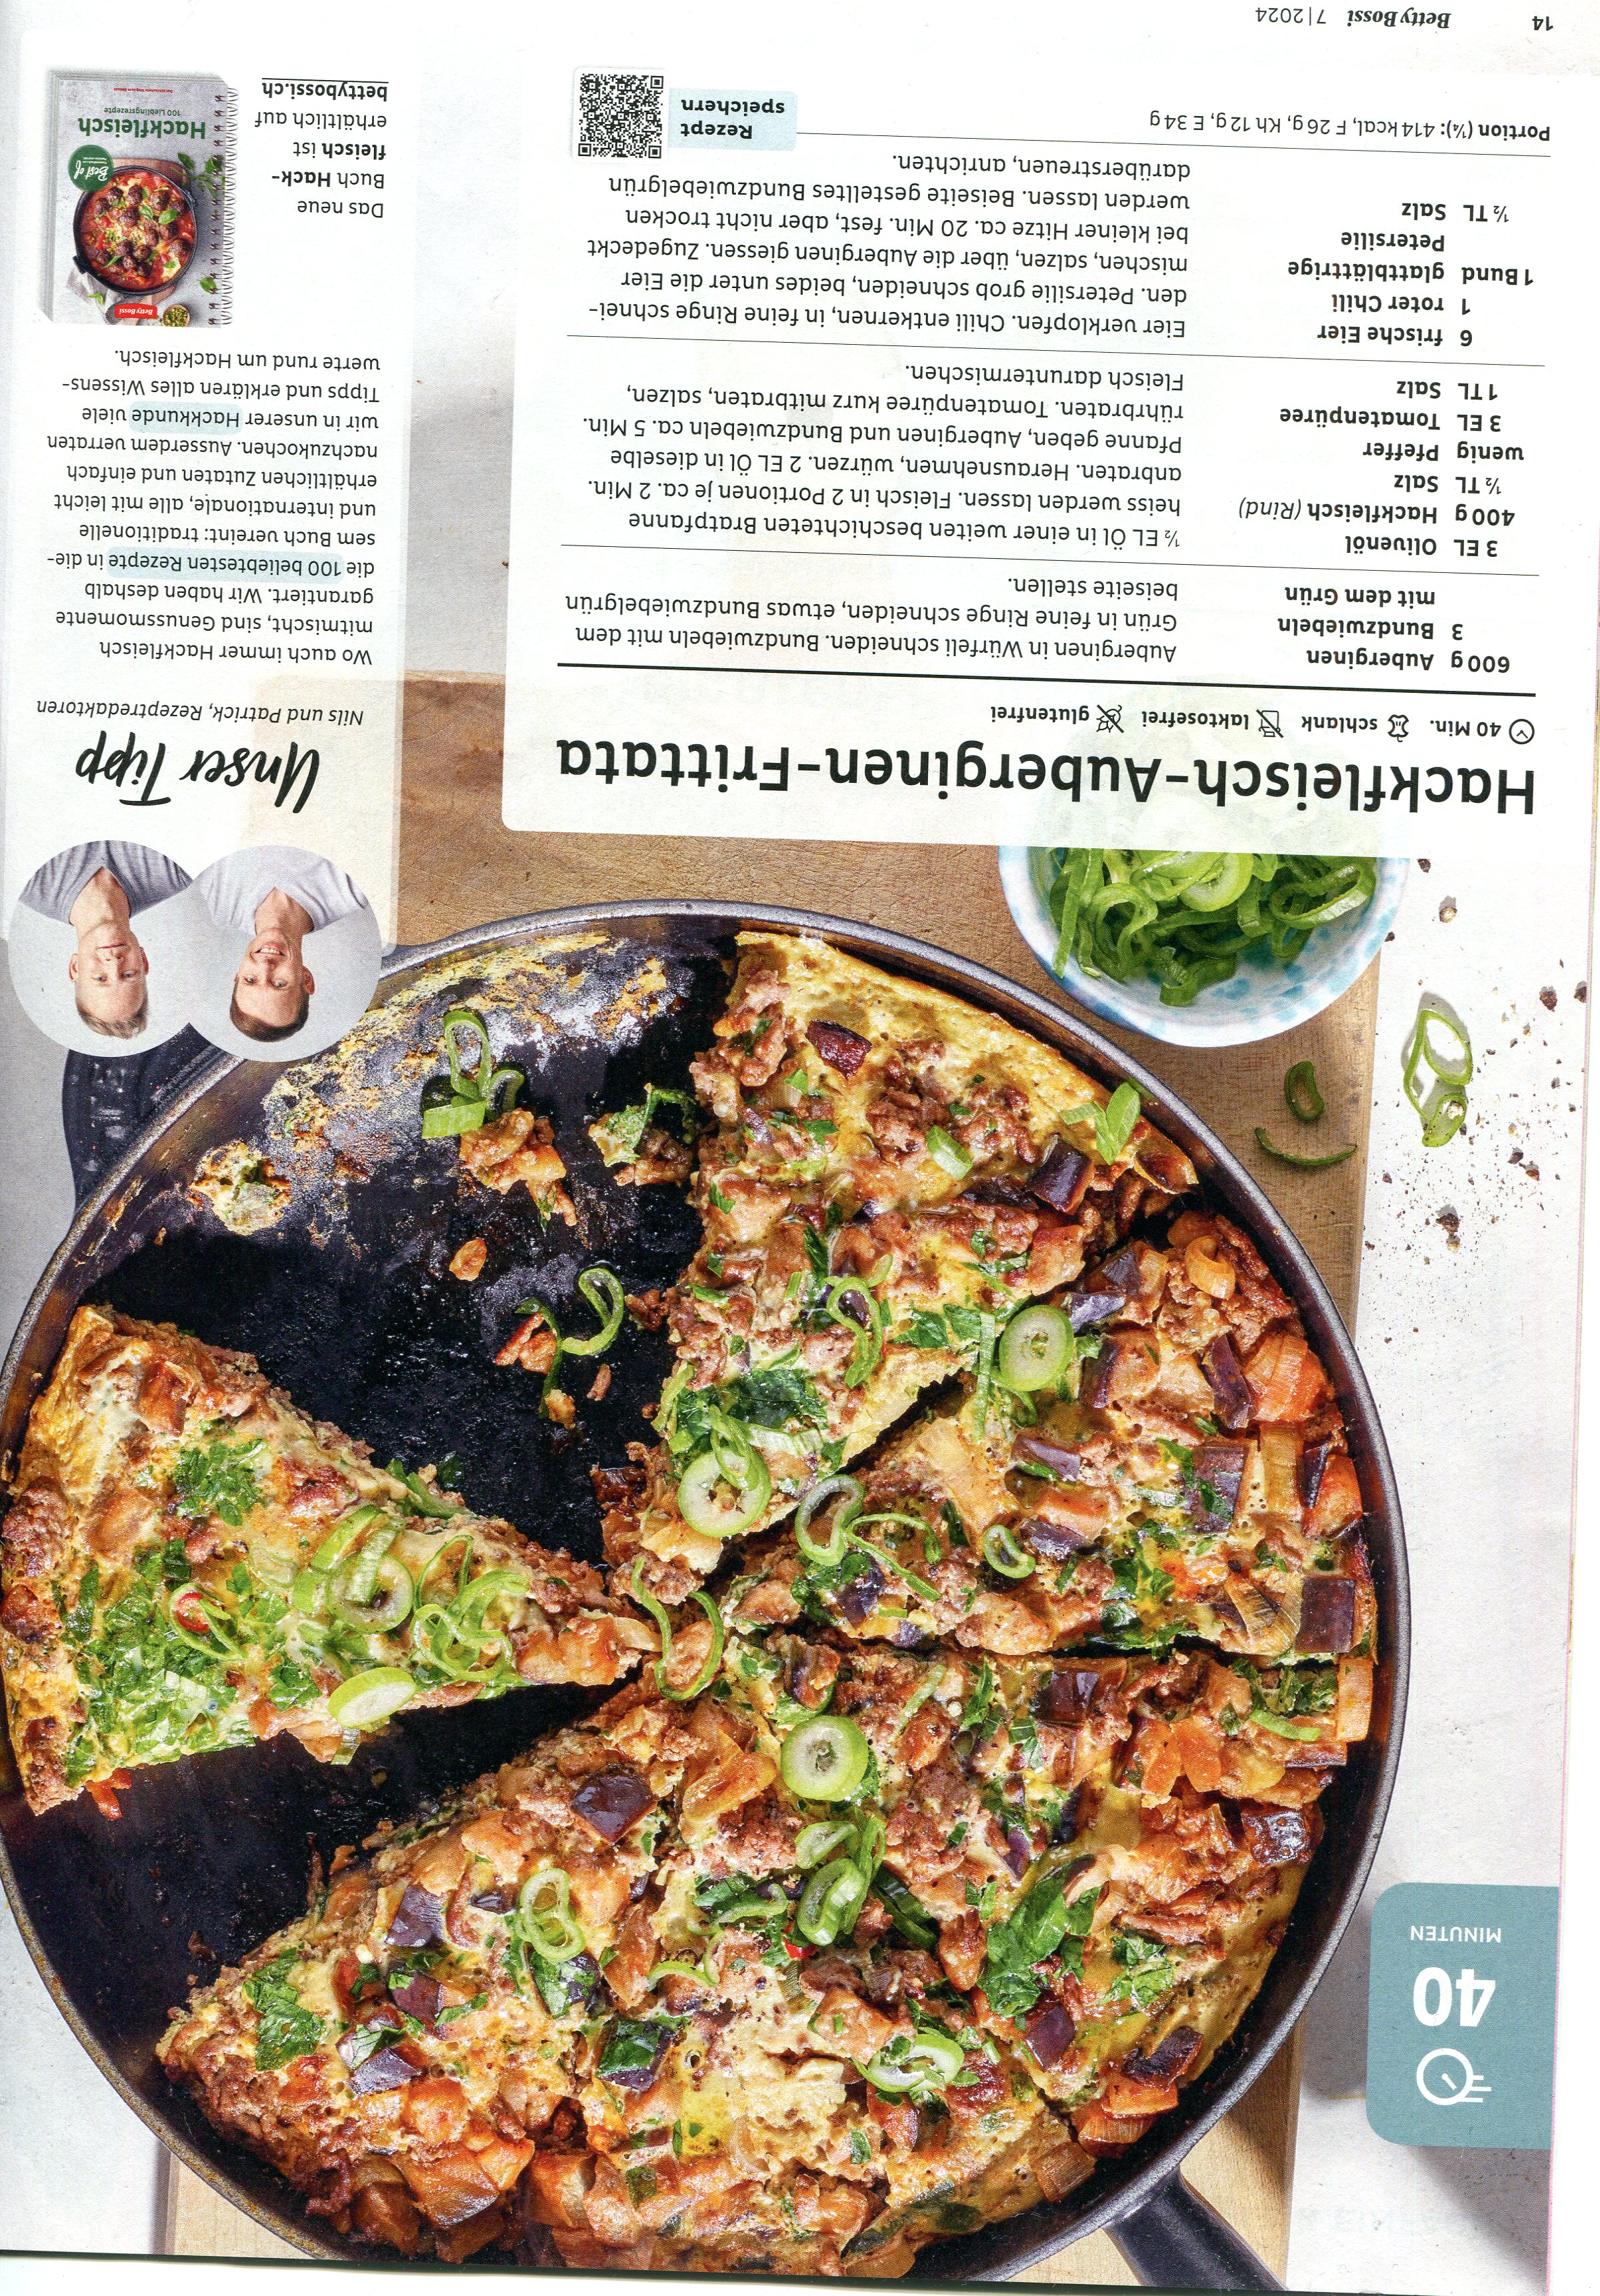 40
MINUTEN
Hackfleisch-Auberginen-Frittata
40 Min. schlank laktosefrei glutenfrei
600 g Auberginen
3 Bundzwiebeln
mit dem Grün
Auberginen in Würfeli schneiden. Bundzwiebeln mit dem
Grün in feine Ringe schneiden, etwas Bundzwiebelgrün
beiseite stellen.
3 EL Olivenöl
400 g Hackfleisch (Rind)
½ TL Salz
wenig Pfeffer
3 EL Tomatenpüree
1 TL Salz
½ EL Öl in einer weiten beschichteten Bratpfanne
heiss werden lassen. Fleisch in 2 Portionen je ca. 2 Min.
anbraten. Herausnehmen, würzen. 2 EL Öl in dieselbe
Pfanne geben, Auberginen und Bundzwiebeln ca. 5 Min.
rührbraten. Tomatenpüree kurz mitbraten, salzen,
Fleisch daruntermischen.
6 frische Eier
1 roter Chili
1 Bund glattblättrige
Petersilie
½ TL Salz
Eier verklopfen. Chili entkernen, in feine Ringe schnei-
den. Petersilie grob schneiden, beides unter die Eier
mischen, salzen, über die Auberginen giessen. Zugedeckt
bei kleiner Hitze ca. 20 Min. fest, aber nicht trocken
werden lassen. Beiseite gestelltes Bundzwiebelgrün
darüberstreuen, anrichten.
Portion (¼): 414 kcal, F 26 g, Kh 12 g, E 34 g
Rezept
speichern
Unser Tipp
Nils und Patrick, Rezeptredaktoren
Wo auch immer Hackfleisch
mitmischt, sind Genussmomente
garantiert. Wir haben deshalb
die 100 beliebtesten Rezepte in die-
sem Buch vereint: traditionelle
und internationale, alle mit leicht
erhältlichen Zutaten und einfach
nachzukochen. Ausserdem verraten
wir in unserer Hackkunde viele
Tipps und erklären alles Wissens-
werte rund um Hackfleisch.
Das neue
Buch Hack-
fleisch ist
erhältlich auf
bettybossi.ch
Betty Bossi
Best of
Hackfleisch
100 Lieblingsrezepte
14 Betty Bossi 7|2024